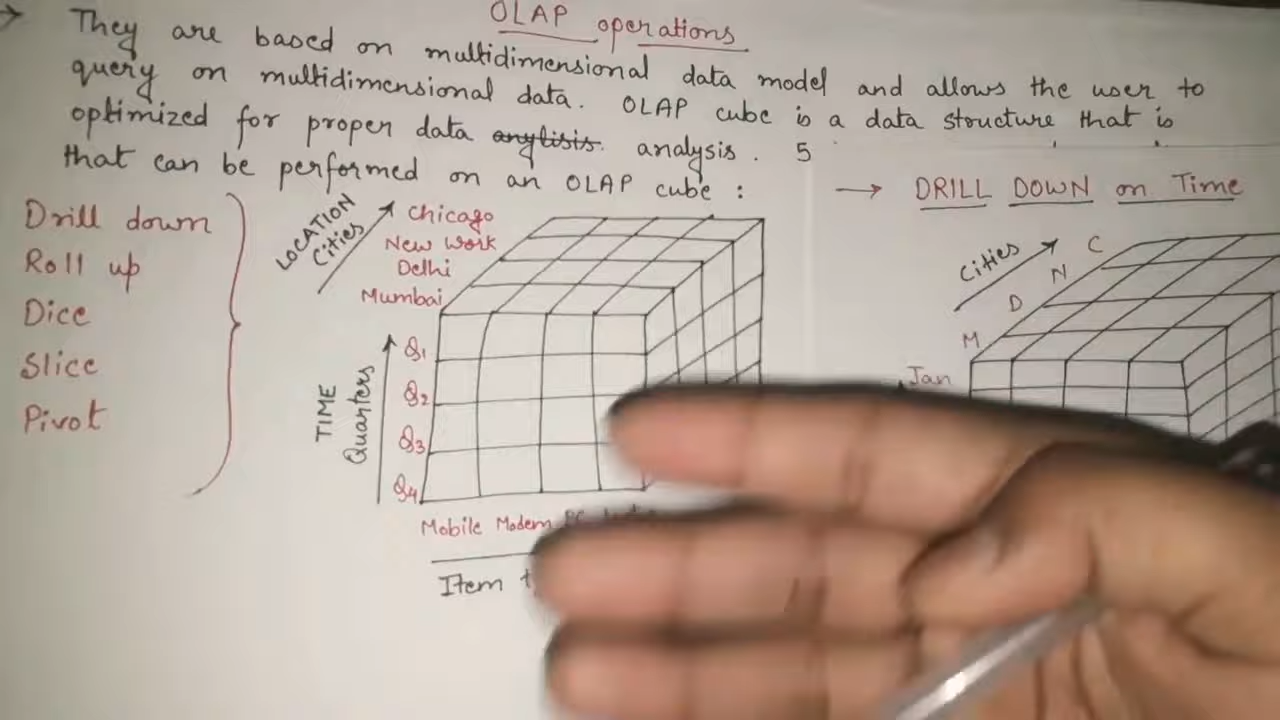 OLAP operations
They are based on multidimensional data model and allows the user to
query on multidimensional data. OLAP cube is a data structure that is
optimized for proper data anylisis. analysis. 5
that can be performed on an OLAP cube :
Drill down
Roll up
Dice
Slice
Pivot
LOCATION
Cities
Chicago
New Work
Delhi
Mumbai
TIME
Quarters
Q1
Q2
Q3
Q4
Mobile Modem
Item
→ DRILL DOWN on Time
Cities
C
N
D
M
Jan